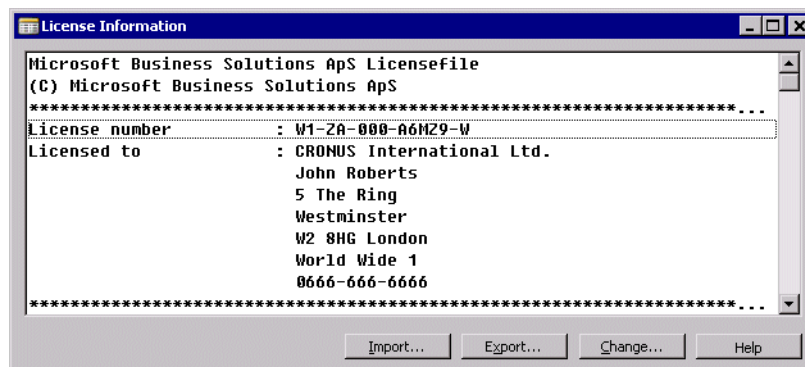 License Information
Microsoft Business Solutions ApS Licensefile
(C) Microsoft Business Solutions ApS
**********************************************************************...
License number : W1-ZA-000-A6MZ9-W
Licensed to : CRONUS International Ltd.
John Roberts
5 The Ring
Westminster
W2 8HG London
World Wide 1
0666-666-6666
**********************************************************************...
Import... Export... Change... Help